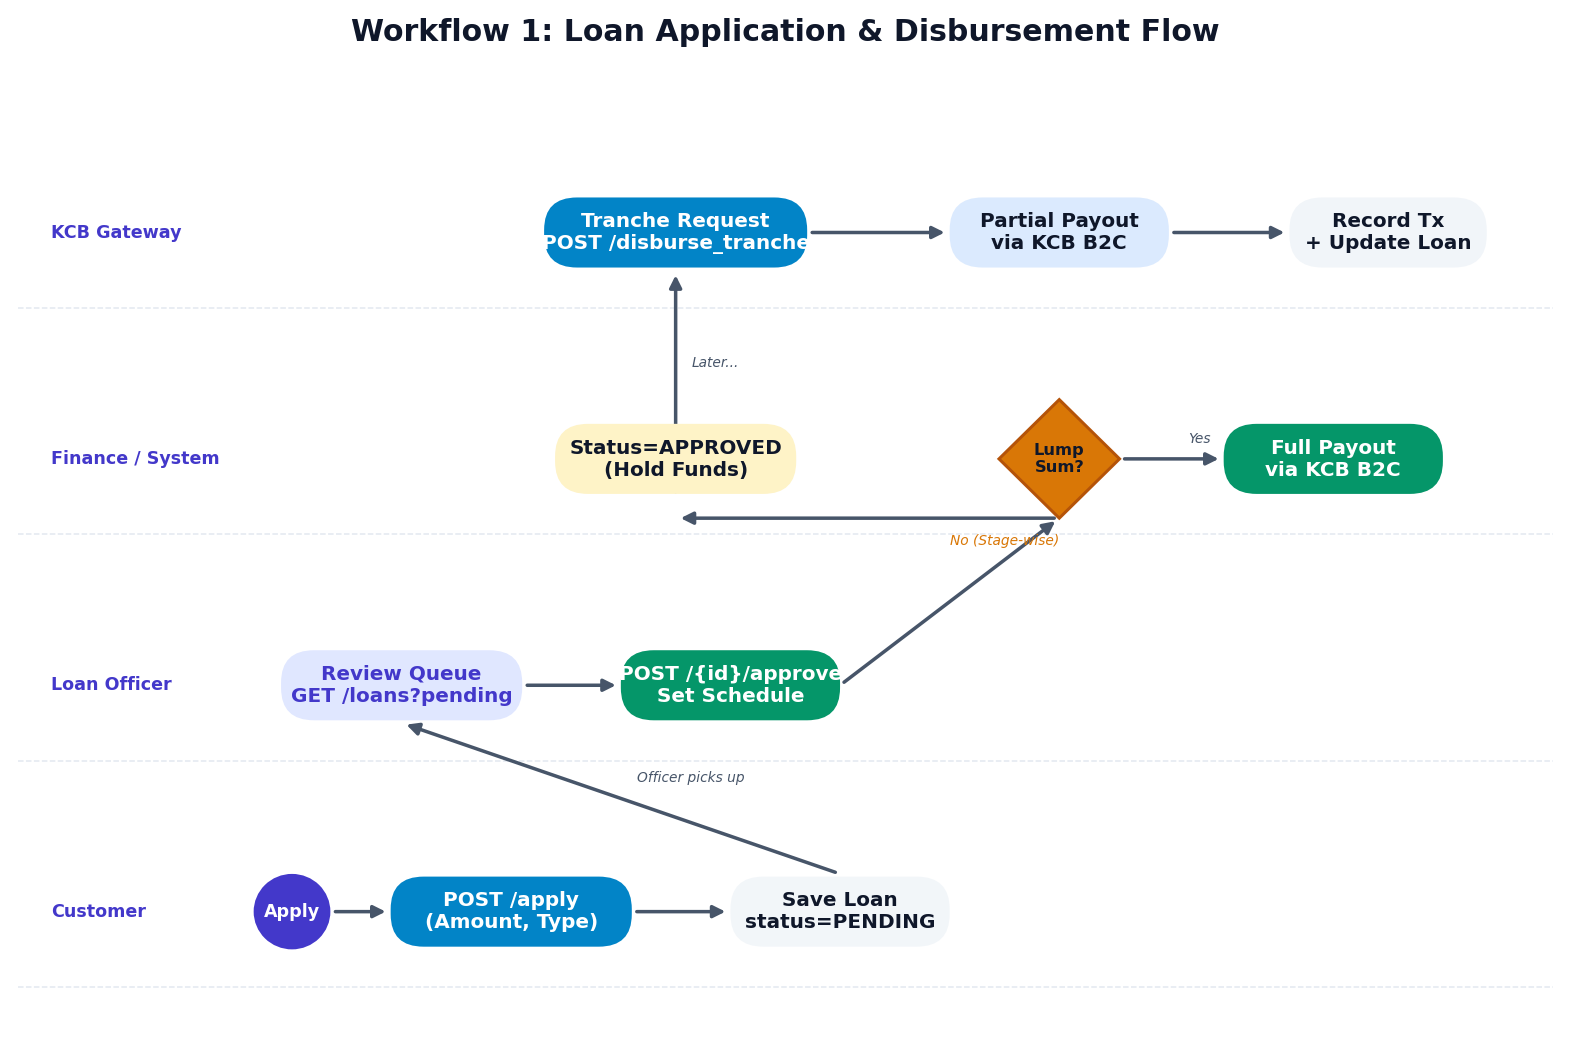 Workflow 1: Loan Application & Disbursement Flow
KCB Gateway
Tranche Request
POST /disburse_tranche
Partial Payout
via KCB B2C
Record Tx
+ Update Loan
Later...
Finance / System
Status=APPROVED
(Hold Funds)
Lump
Sum?
Yes
Full Payout
via KCB B2C
No (Stage-wise)
Loan Officer
Review Queue
GET /loans?pending
POST /{id}/approve
Set Schedule
Officer picks up
Customer
Apply
POST /apply
(Amount, Type)
Save Loan
status=PENDING